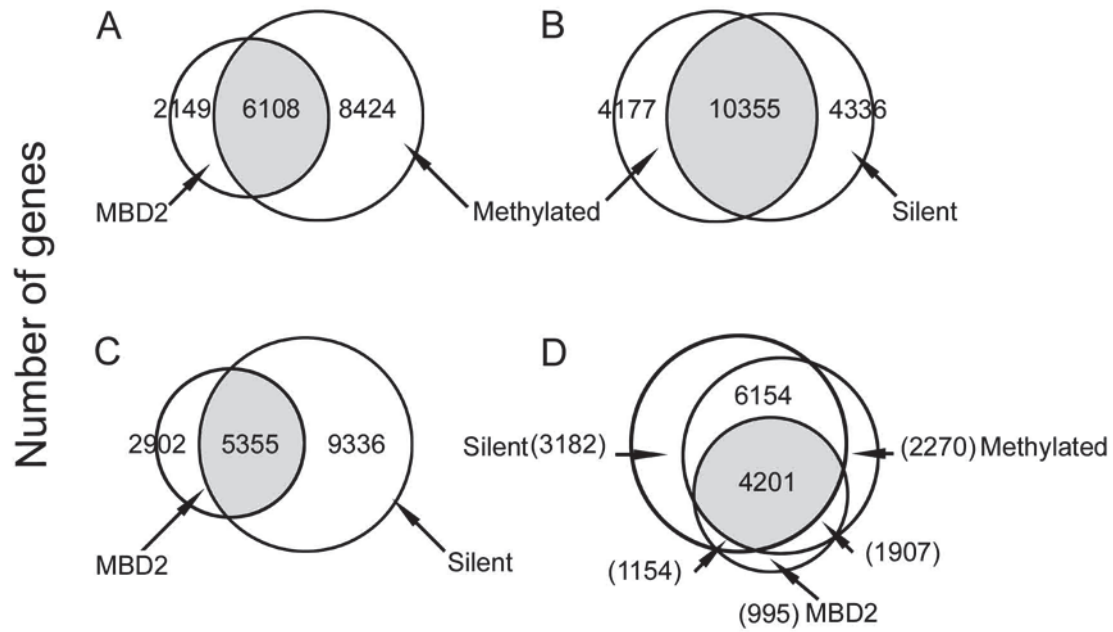 Number of genes
A
2149 6108 8424
MBD2
Methylated
B
4177 10355 4336
Silent
C
2902 5355 9336
MBD2
Silent
D
6154
Silent (3182)
(2270) Methylated
4201
(1154)
(1907)
(995) MBD2